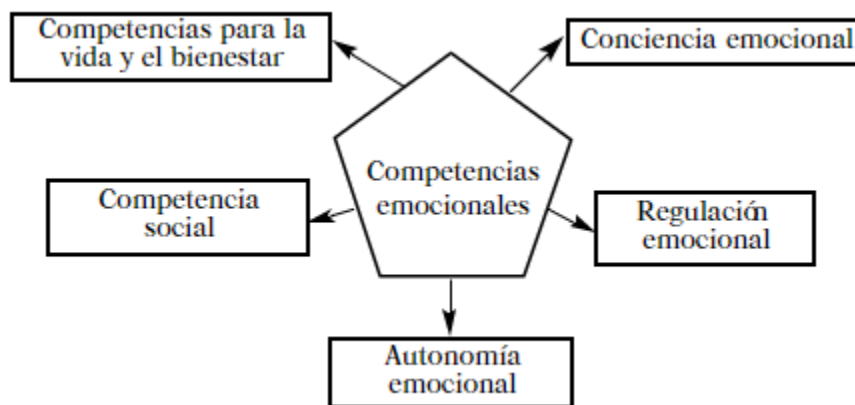 Competencias para la
vida y el bienestar
Conciencia emocional
Competencias
emocionales
Competencia
social
Regulación
emocional
Autonomía
emocional